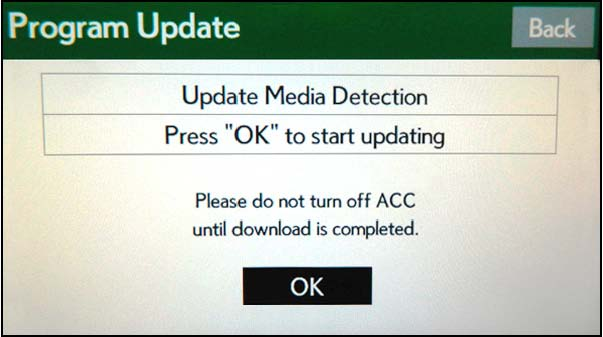 Program Update
Back
Update Media Detection
Press "OK" to start updating
Please do not turn off ACC
until download is completed.
OK